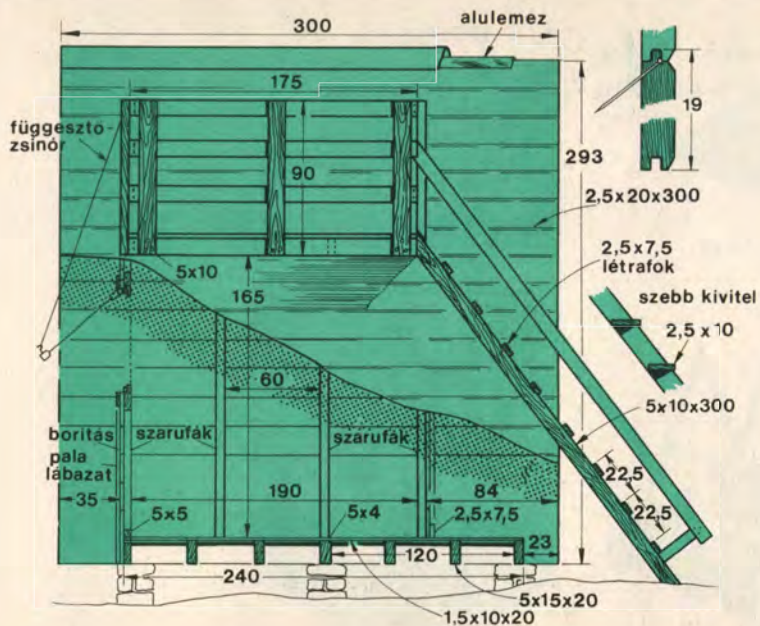 300
alulemez
175
függesztő-
zsinór
90
19
293
2,5x20x300
2,5x7,5
létrafok
5x10
165
szebb kivitel
2,5x10
60
5x10x300
borítás
szarufák
szarufák
pala
lábazat
22,5
35
190
84
22,5
5x5
5x4
2,5x7,5
120
23
240
5x15x20
1,5x10x20